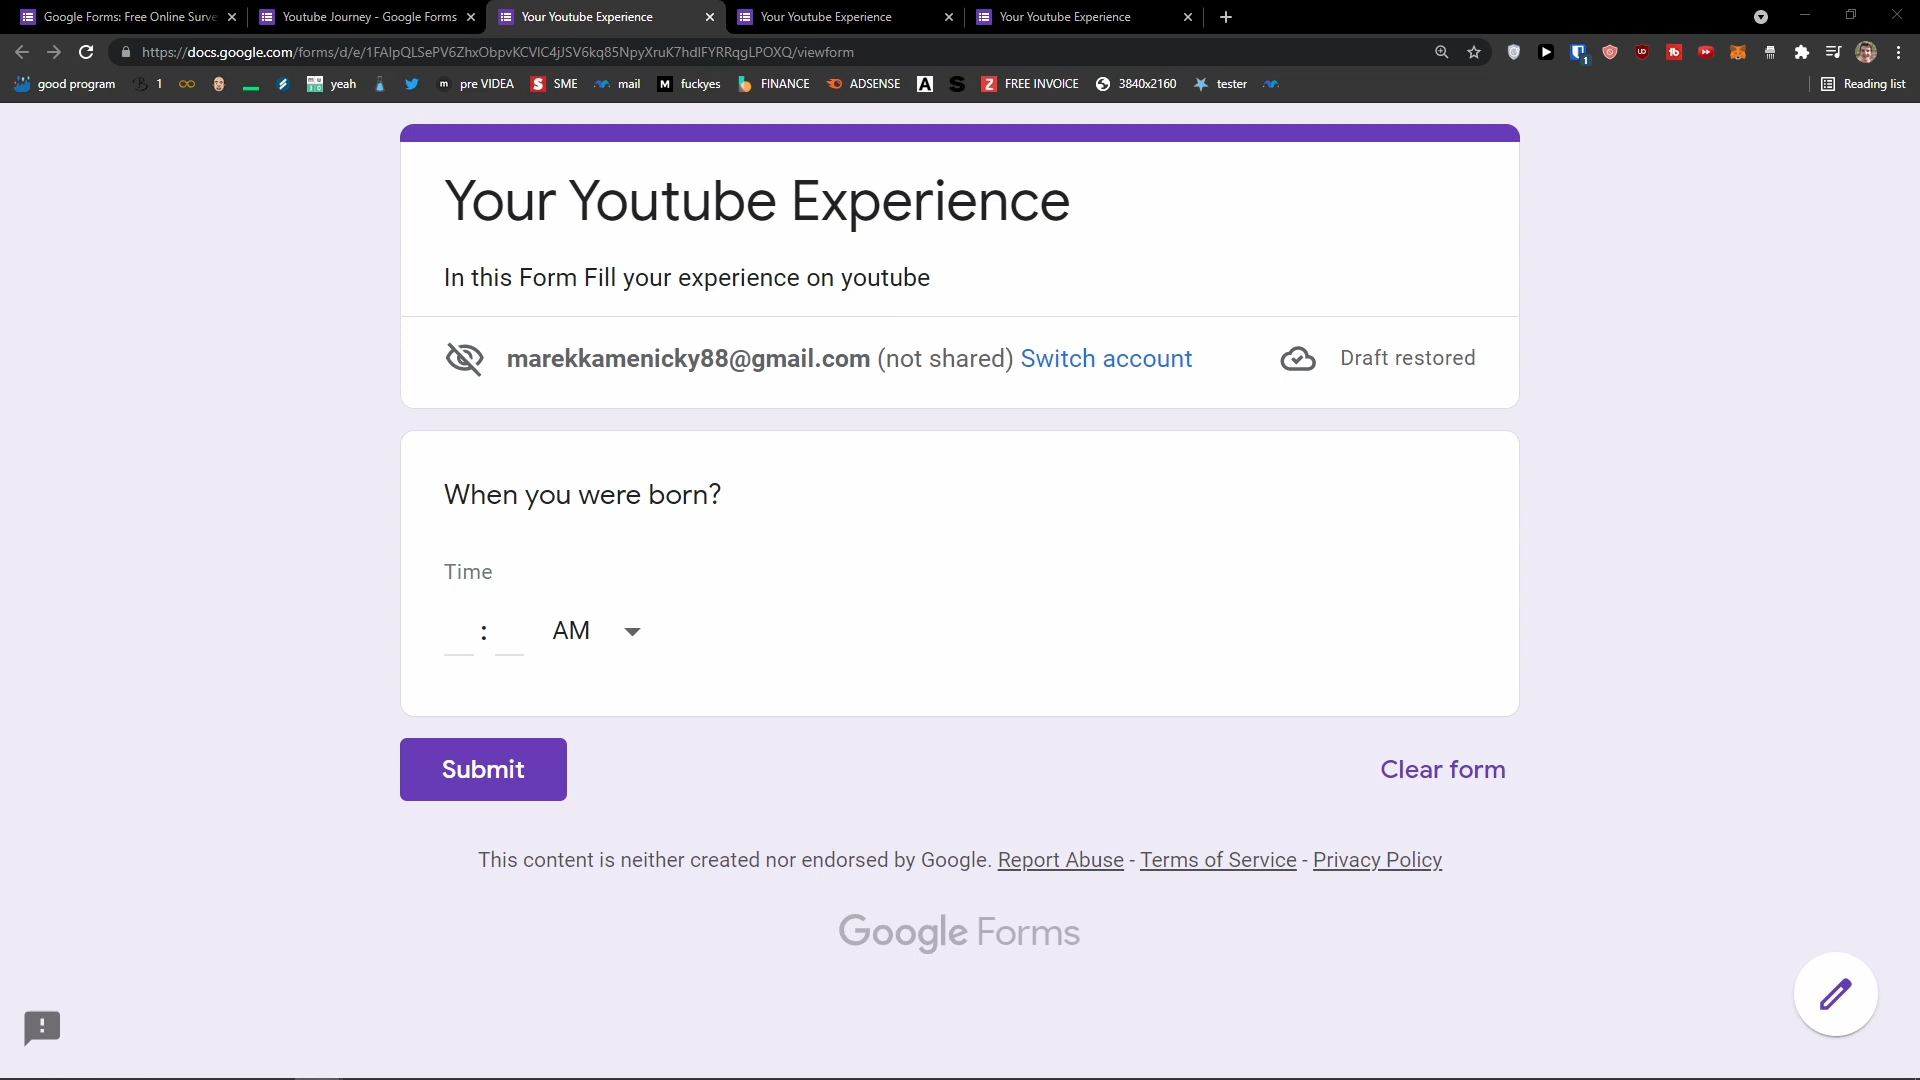 Google Forms: Free Online Surve
Youtube Journey - Google Forms
Your Youtube Experience
Your Youtube Experience
Your Youtube Experience
https://docs.google.com/forms/d/e/1FAIpQLSePV6ZhxObpvKCVlC4jJSV6kq85NpyXruK7hdlFYRRqgLPOXQ/viewform
good program
1
yeah
pre VIDEA
SME
mail
fuckyes
FINANCE
ADSENSE
FREE INVOICE
3840x2160
tester
Reading list
Your Youtube Experience
In this Form Fill your experience on youtube
marekkamenicky88@gmail.com (not shared) Switch account
Draft restored
When you were born?
Time
: AM
Submit
Clear form
This content is neither created nor endorsed by Google. Report Abuse - Terms of Service - Privacy Policy
Google Forms